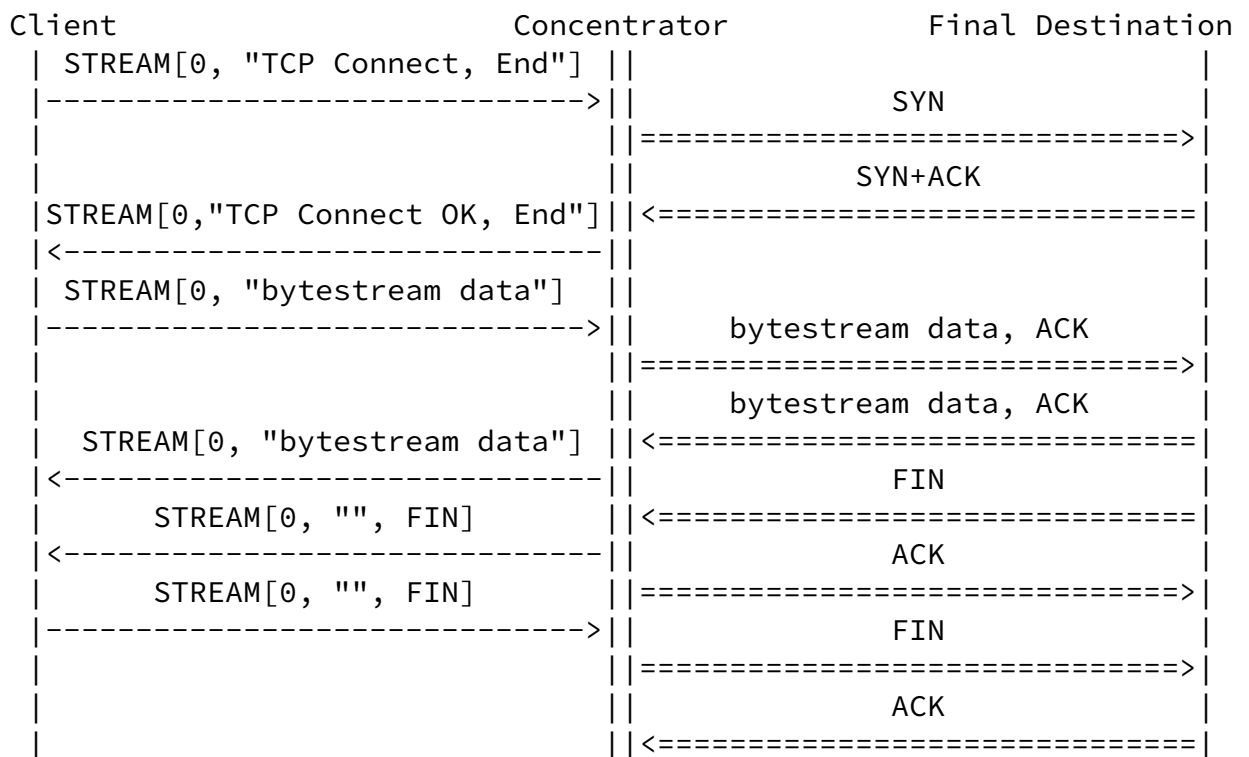 Client Concentrator Final Destination
STREAM[0, "TCP Connect, End"]
SYN
SYN+ACK
STREAM[0,"TCP Connect OK, End"]
STREAM[0, "bytestream data"]
bytestream data, ACK
bytestream data, ACK
STREAM[0, "bytestream data"]
FIN
STREAM[0, "", FIN]
ACK
STREAM[0, "", FIN]
FIN
ACK